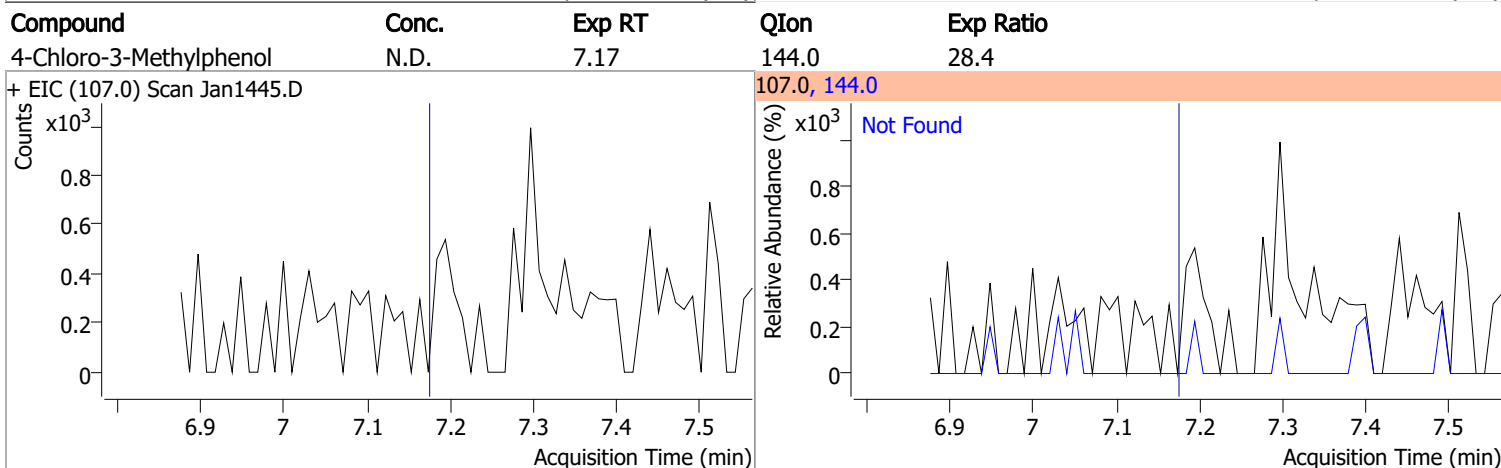 Compound Conc. Exp RT QIon Exp Ratio
4-Chloro-3-Methylphenol N.D. 7.17 144.0 28.4
+ EIC (107.0) Scan Jan1445.D
Counts
x10³
0.8
0.6
0.4
0.2
0
6.9 7 7.1 7.2 7.3 7.4 7.5
Acquisition Time (min)
107.0, 144.0
Relative Abundance (%)
x10³
Not Found
0.8
0.6
0.4
0.2
0
6.9 7 7.1 7.2 7.3 7.4 7.5
Acquisition Time (min)